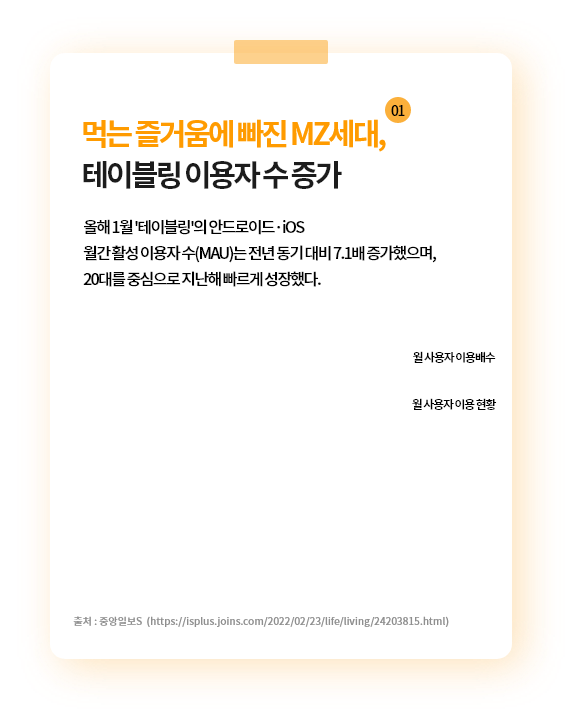 01
먹는 즐거움에 빠진 MZ세대,
테이블링 이용자 수 증가
올해 1월 '테이블링'의 안드로이드·iOS
월간 활성 이용자 수(MAU)는 전년 동기 대비 7.1배 증가했으며,
20대를 중심으로 지난해 빠르게 성장했다.
월 사용자 이용배수
월 사용자 이용 현황
출처 : 중앙일보S (https://isplus.joins.com/2022/02/23/life/living/24203815.html)